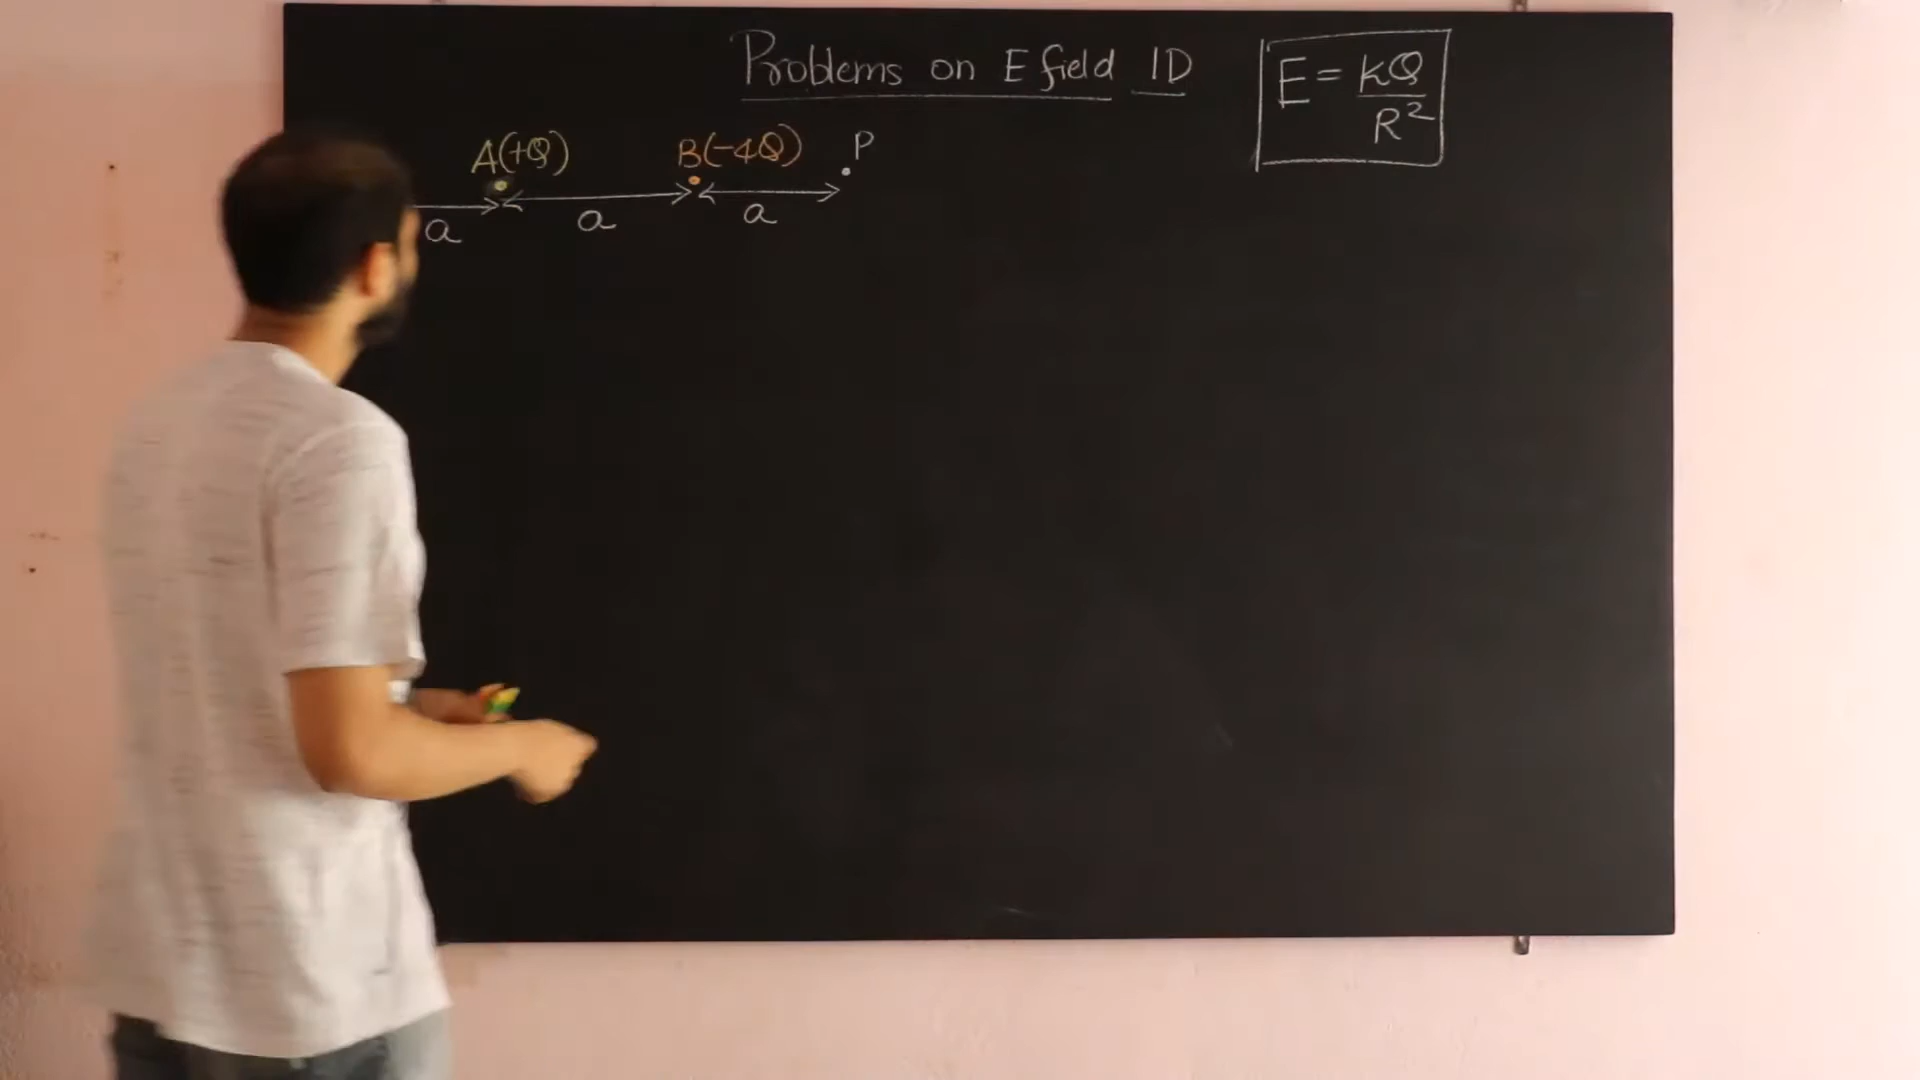 Problems on E field 1D
E = kQ
R²
A(+Q) B(-4Q) P
a a a